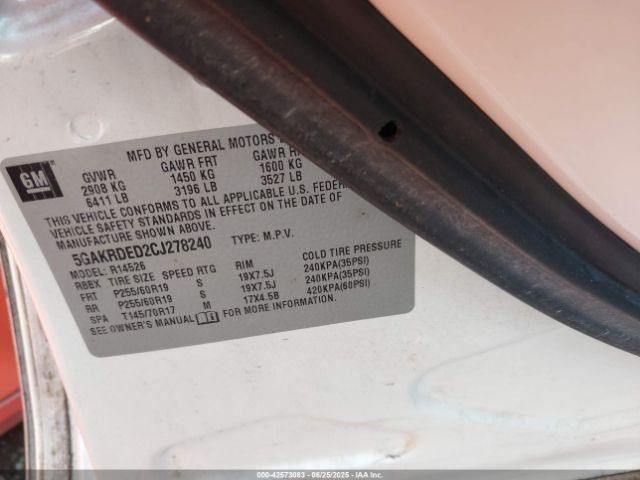 MFD BY GENERAL MOTORS
GM
GVWR GAWR FRT GAWR
2908 KG 1450 KG 1600 KG
6411 LB 3196 LB 3527 LB
THIS VEHICLE CONFORMS TO ALL APPLICABLE U.S.
VEHICLE SAFETY STANDARDS IN EFFECT ON THE DATE OF
MANUFACTURE SHOWN ABOVE.
5GAKRDED2CJ278240 TYPE: M.P.V.
MODEL: R14526
RBBX TIRE SIZE SPEED RTG RIM COLD TIRE PRESSURE
FRT P255/60R19 S 19X7.5J 240KPA(35PSI)
RR P255/60R19 S 19X7.5J 240KPA(35PSI)
SPA T145/70R17 M 17X4.5B 420KPA(60PSI)
SEE OWNER'S MANUAL FOR MORE INFORMATION.
000-42573083 - 06/25/2025 - IAA Inc.